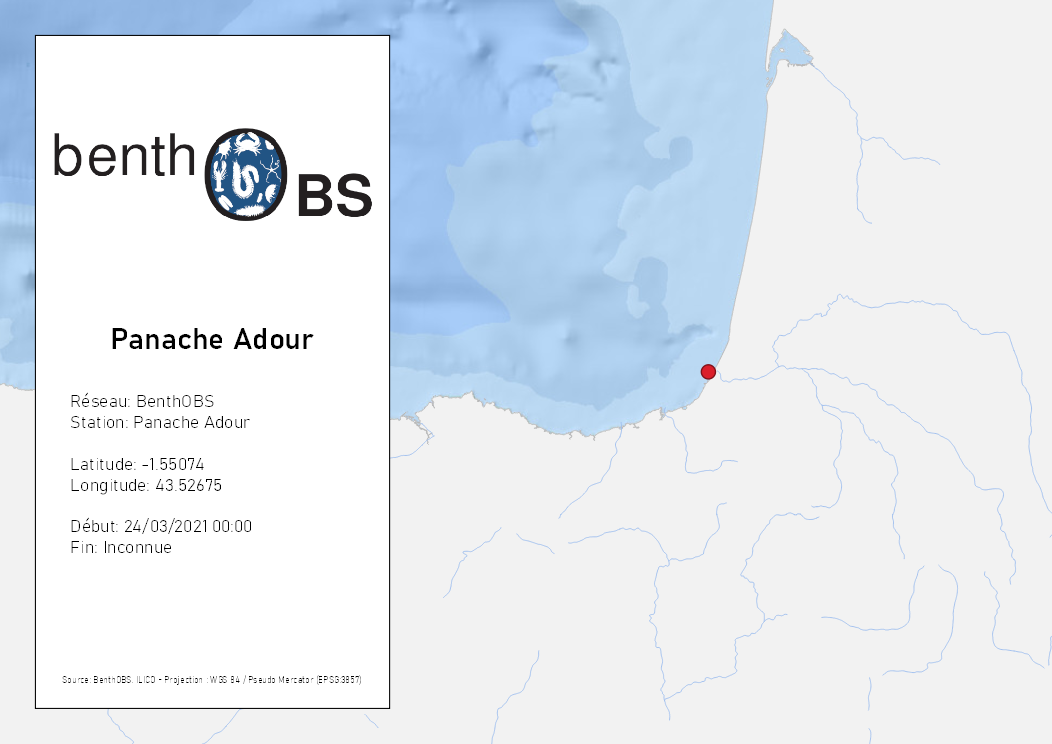 benthOBS
Panache Adour
Réseau: BenthOBS
Station: Panache Adour
Latitude: -1.55074
Longitude: 43.52675
Début: 24/03/2021 00:00
Fin: Inconnue
Source: BenthOBS, ILICO - Projection : WGS 84 / Pseudo Mercator (EPSG:3857)